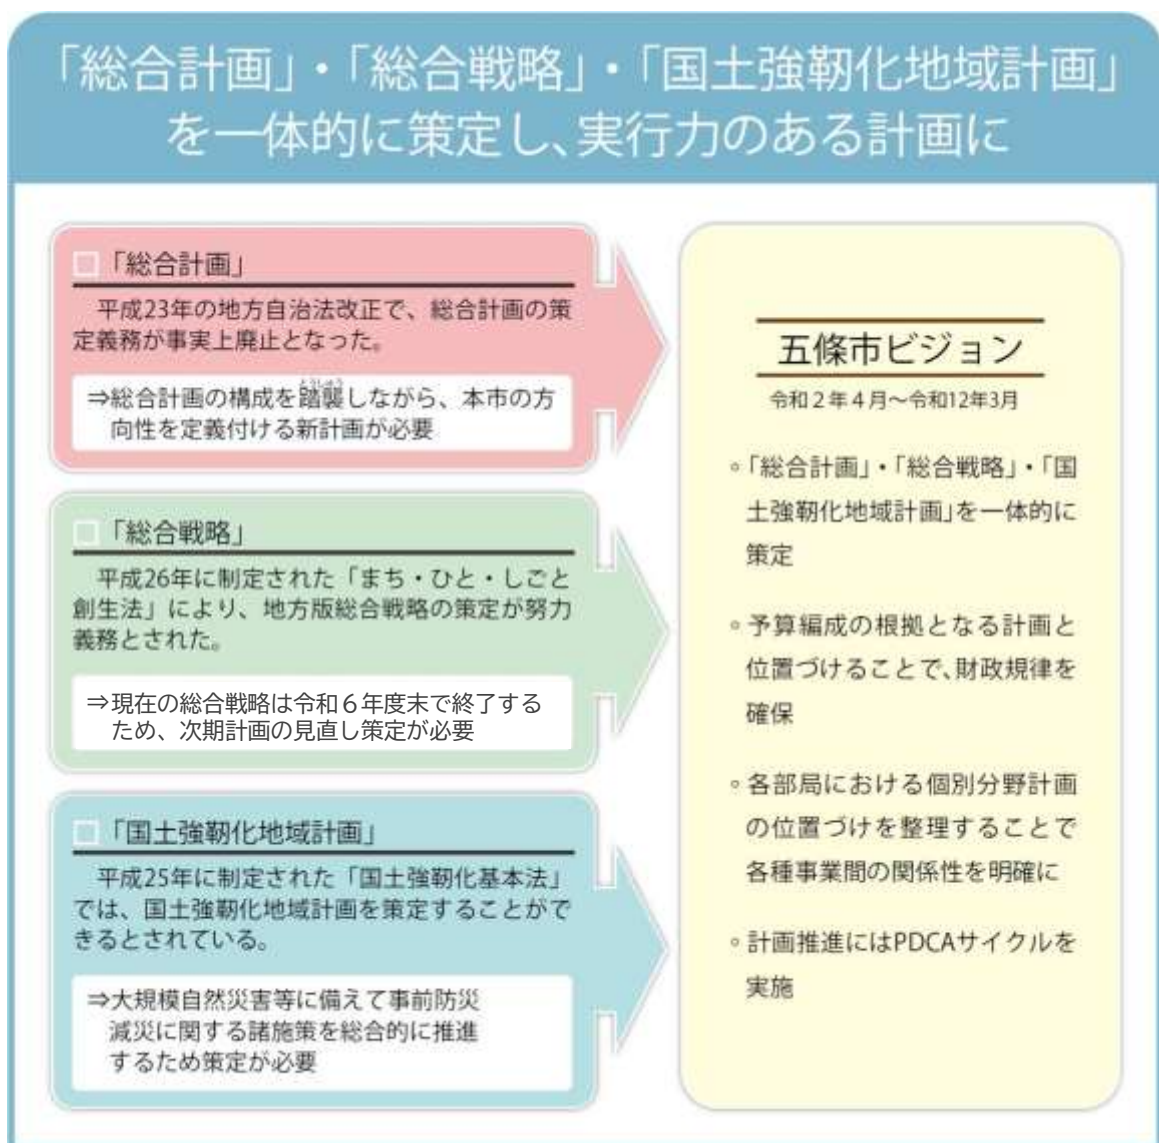 「総合計画」・「総合戦略」・「国土強靭化地域計画」
を一体的に策定し、実行力のある計画に
「総合計画」
平成23年の地方自治法改正で、総合計画の策
定義務が事実上廃止となった。
⇒総合計画の構成を踏襲しながら、本市の方
向性を定義付ける新計画が必要
「総合戦略」
平成26年に制定された「まち・ひと・しごと
創生法」により、地方版総合戦略の策定が努力
義務とされた。
⇒現在の総合戦略は令和６年度末で終了する
ため、次期計画の見直し策定が必要
「国土強靭化地域計画」
平成25年に制定された「国土強靭化基本法」
では、国土強靭化地域計画を策定することがで
きるとされている。
⇒大規模自然災害等に備えて事前防災
減災に関する諸施策を総合的に推進
するため策定が必要
五條市ビジョン
令和２年４月～令和12年3月
◦「総合計画」・「総合戦略」・「国
土強靭化地域計画」を一体的に
策定
◦予算編成の根拠となる計画と
位置づけることで、財政規律を
確保
◦各部局における個別分野計画
の位置づけを整理することで
各種事業間の関係性を明確に
◦計画推進にはPDCAサイクルを
実施